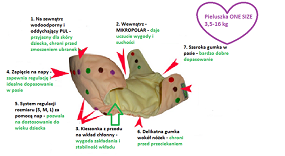 Pieluszka ONE SIZE
3,5-16 kg
1. Na zewnątrz
wodoodporny i
oddychający PUL -
przyjazny dla skóry
dziecka, chroni przed
moczeniem ubranek
2. Wewnątrz -
MIKROPOLAR - daje
uczucie wygody i
suchości
7. Szeroka gumka w
pasie - bardzo dobre
dopasowanie
4. Zapięcie na napy -
zapewnia regulację i
idealne dopasowanie
w pasie
5. System regulacji
rozmiaru (S, M, L) za
pomocą nap - pozwala
na dostosowanie do
wieku dziecka
3. Kieszonka z przodu
na wkład chłonny -
wygoda zakładania i
stabilność wkładu
6. Delikatna gumka
wokół nóżek - chroni
przed przeciekaniem